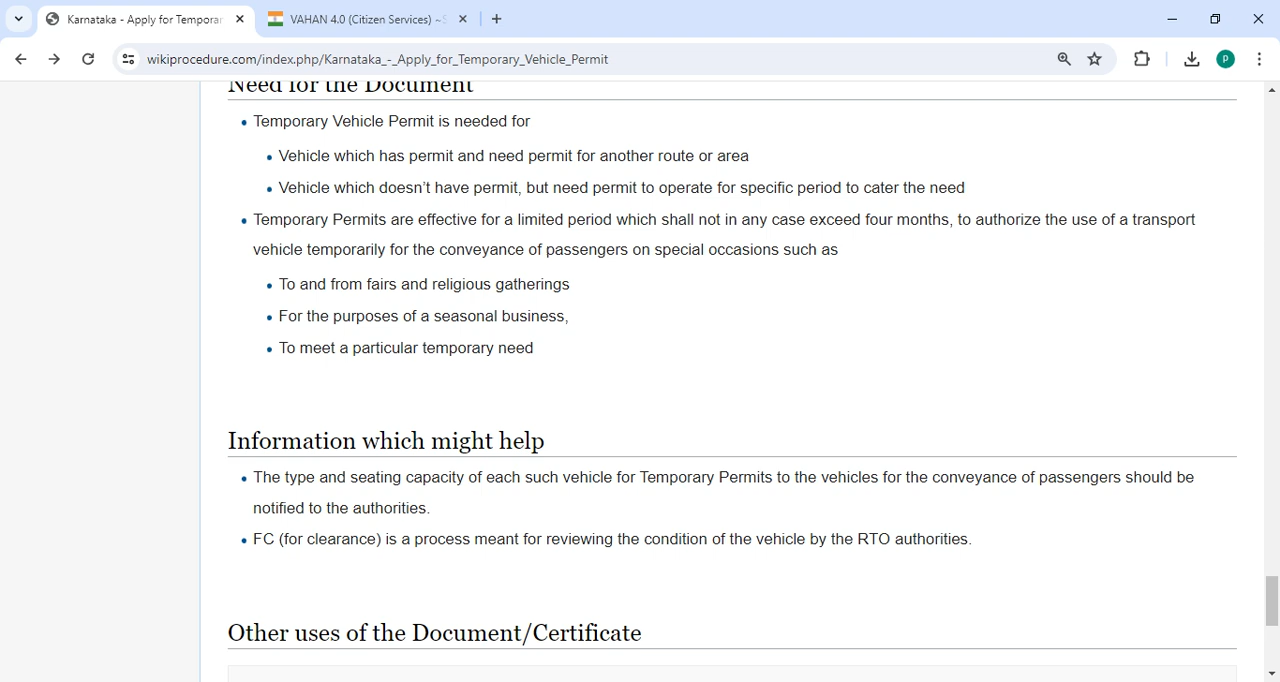 Karnataka - Apply for Tempora
VAHAN 4.0 (Citizen Services) ~
wikiprocedure.com/index.php/Karnataka_-_Apply_for_Temporary_Vehicle_Permit
P
Need for the Document
Temporary Vehicle Permit is needed for
Vehicle which has permit and need permit for another route or area
Vehicle which doesn’t have permit, but need permit to operate for specific period to cater the need
Temporary Permits are effective for a limited period which shall not in any case exceed four months, to authorize the use of a transport
vehicle temporarily for the conveyance of passengers on special occasions such as
To and from fairs and religious gatherings
For the purposes of a seasonal business,
To meet a particular temporary need
Information which might help
The type and seating capacity of each such vehicle for Temporary Permits to the vehicles for the conveyance of passengers should be
notified to the authorities.
FC (for clearance) is a process meant for reviewing the condition of the vehicle by the RTO authorities.
Other uses of the Document/Certificate